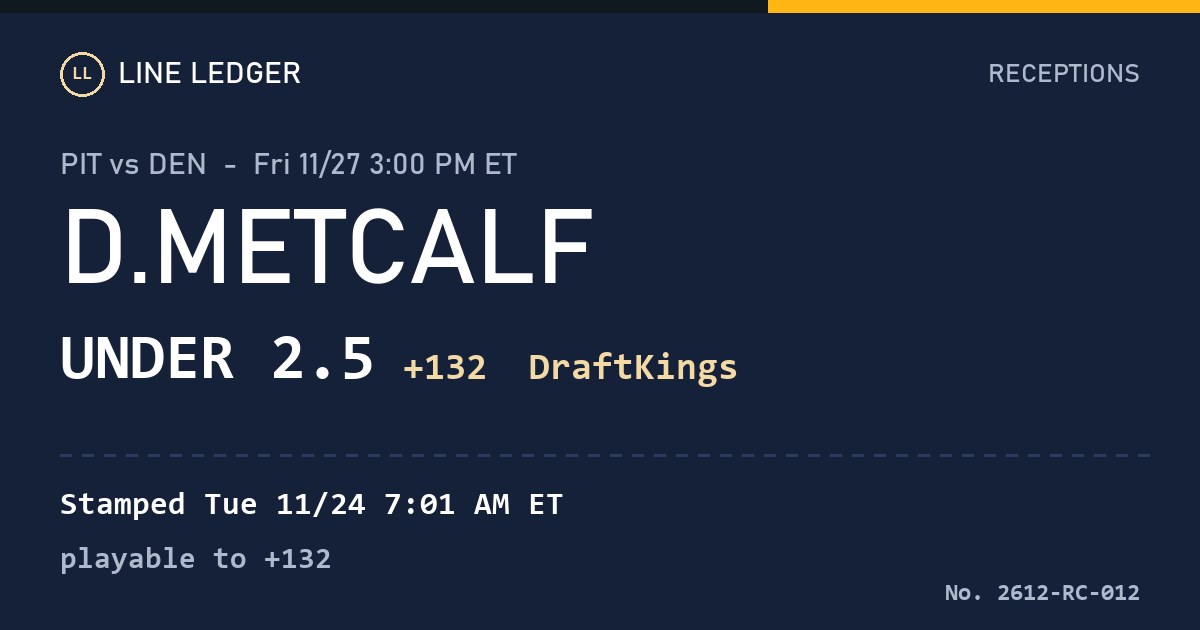 LL LINE LEDGER
RECEPTIONS
PIT vs DEN - Fri 11/27 3:00 PM ET
D.METCALF
UNDER 2.5 +132 DraftKings
Stamped Tue 11/24 7:01 AM ET
playable to +132
No. 2612-RC-012